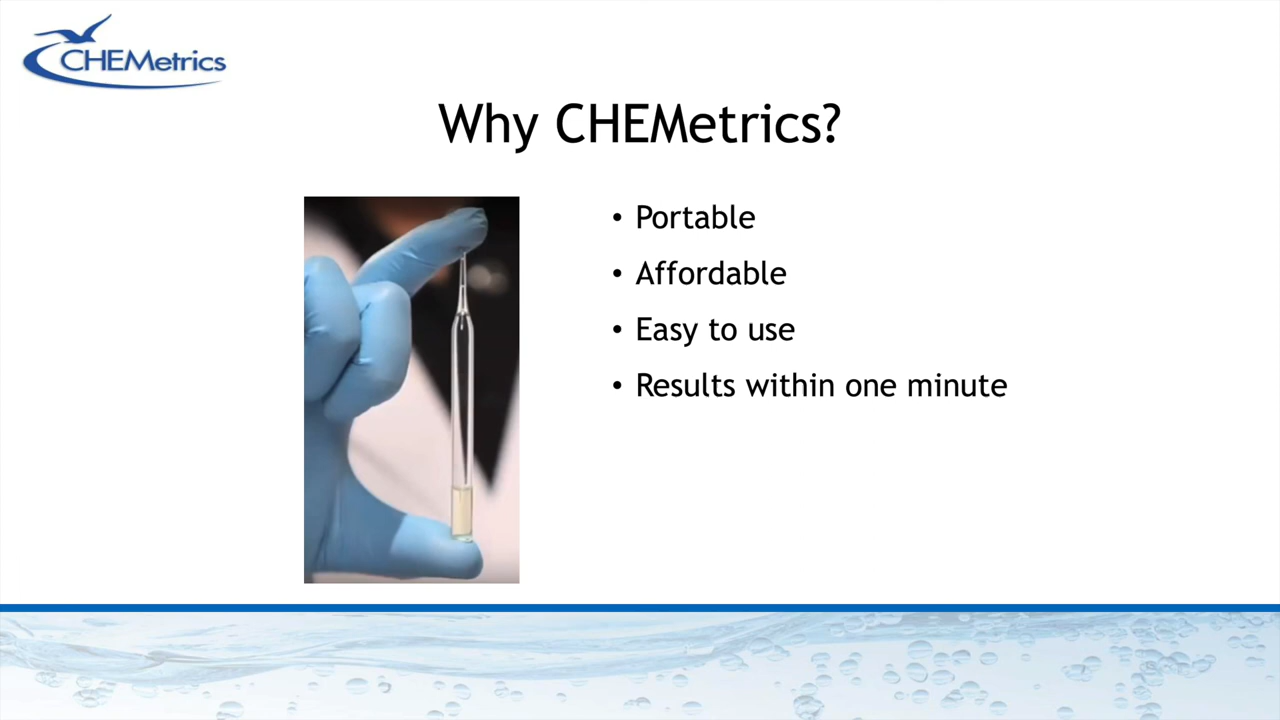 CHEMetrics
Why CHEMetrics?
• Portable
• Affordable
• Easy to use
• Results within one minute